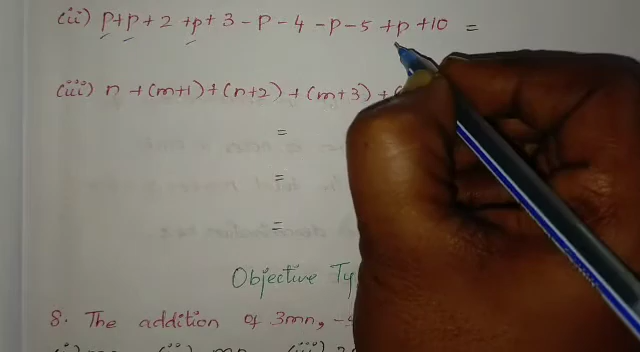 (ii) p+p+2 +p+3-p-4-p-5+p+10 =
(iii) n +(m+1)+(n+2)+(m+3)+(
=
=
=
Objective Ty
8. The addition of 3mn,